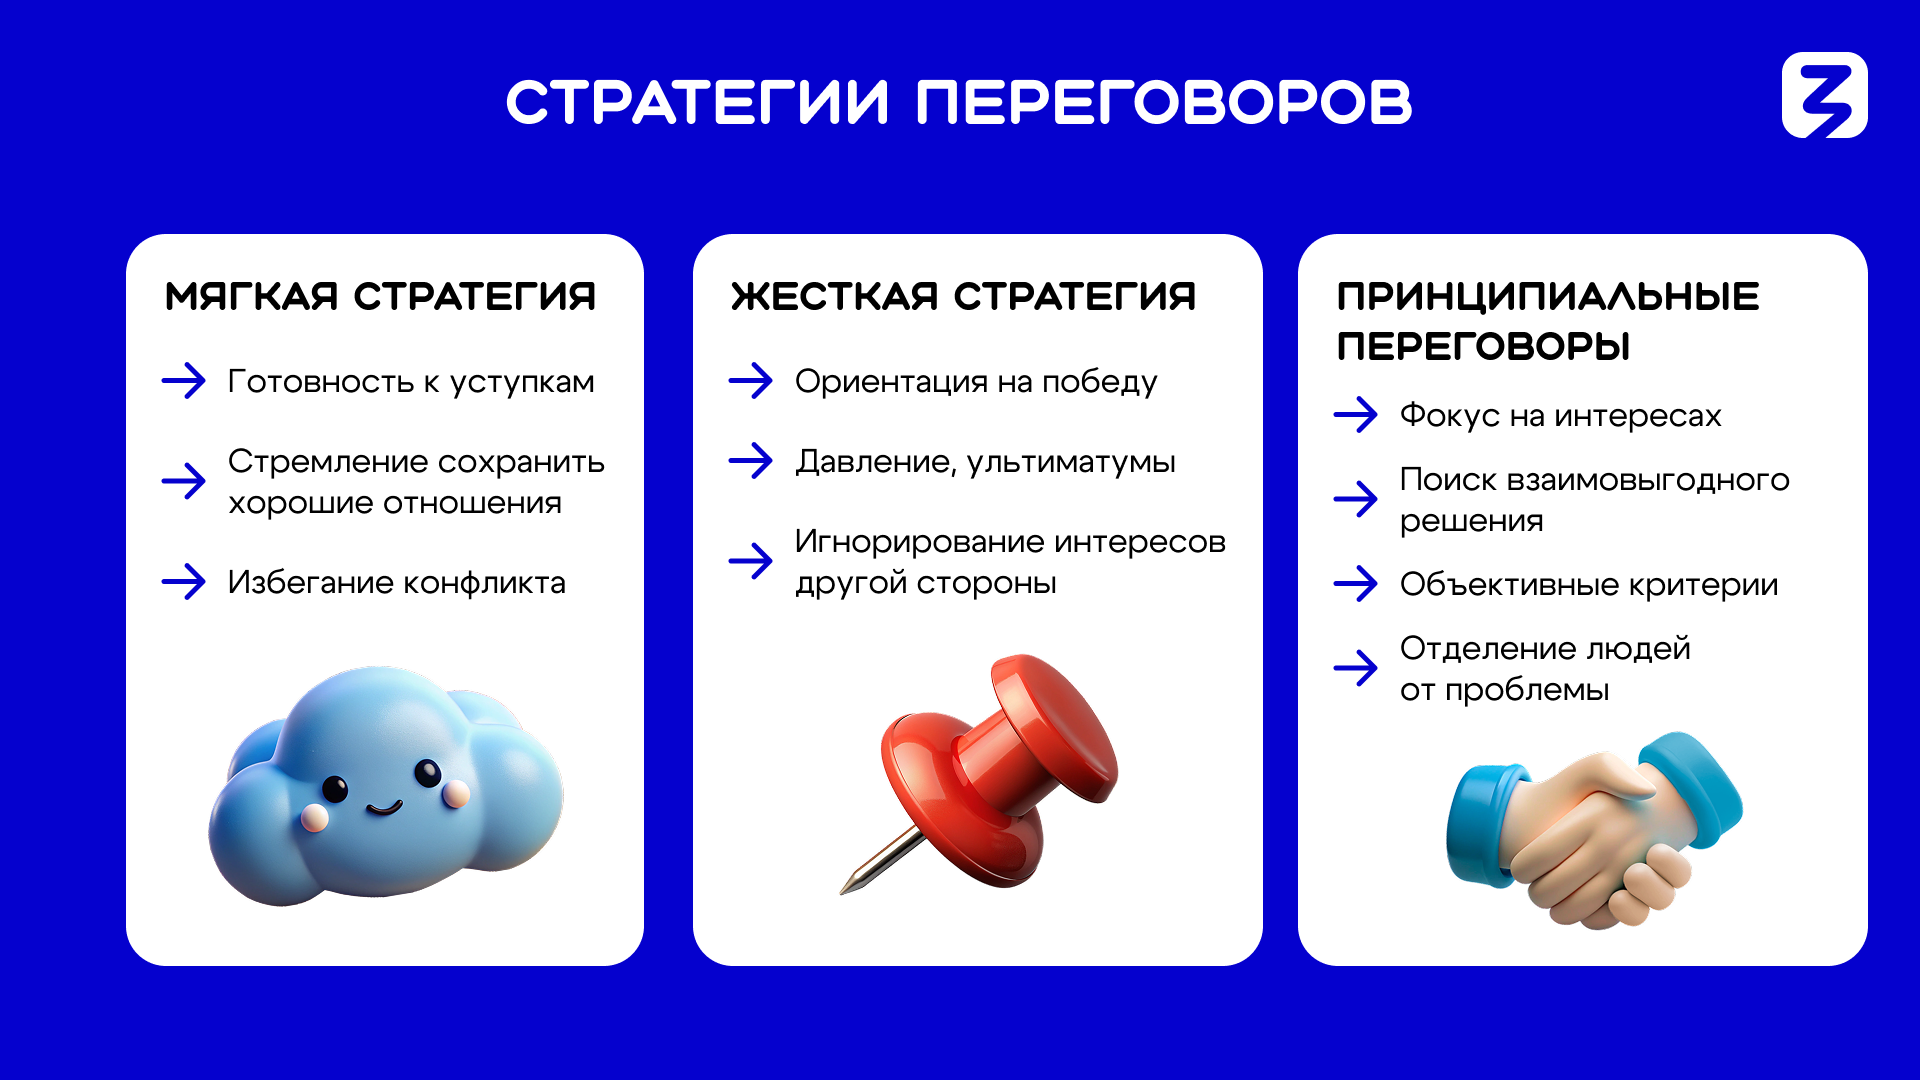 СТРАТЕГИИ ПЕРЕГОВОРОВ
МЯГКАЯ СТРАТЕГИЯ
Готовность к уступкам
Стремление сохранить
хорошие отношения
Избегание конфликта
ЖЕСТКАЯ СТРАТЕГИЯ
Ориентация на победу
Давление, ультиматумы
Игнорирование интересов
другой стороны
ПРИНЦИПИАЛЬНЫЕ
ПЕРЕГОВОРЫ
Фокус на интересах
Поиск взаимовыгодного
решения
Объективные критерии
Отделение людей
от проблемы